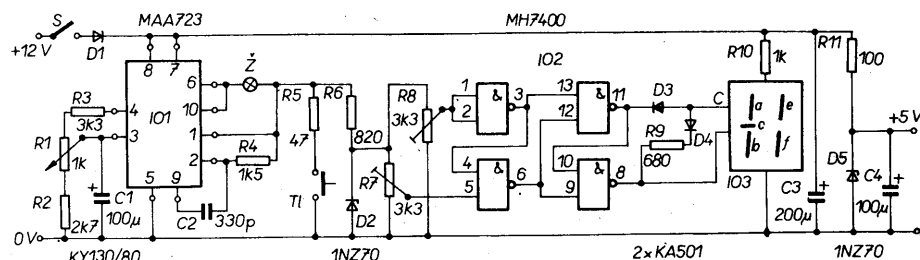 MAA723 MH7400
S
+12 V D1
8 7
Ž
R3 3k3
R1 1k
R2 2k7
4 3
IO1
6 10 1 2
5 9
C1 100µ
C2 330p
R4 1k5
R5 47
Tl
R6 820
D2
R7 3k3
R8 3k3
IO2
1 2 & 3
4 5 & 6
13 12 & 11
10 9 & 8
D3
D4
R9 680
R10 1k
C
a e
c
b f
IO3
C3 200µ
R11 100
+5 V
D5
C4 100µ
0 V
KY130/80 1NZ70 2xKA501 1NZ70